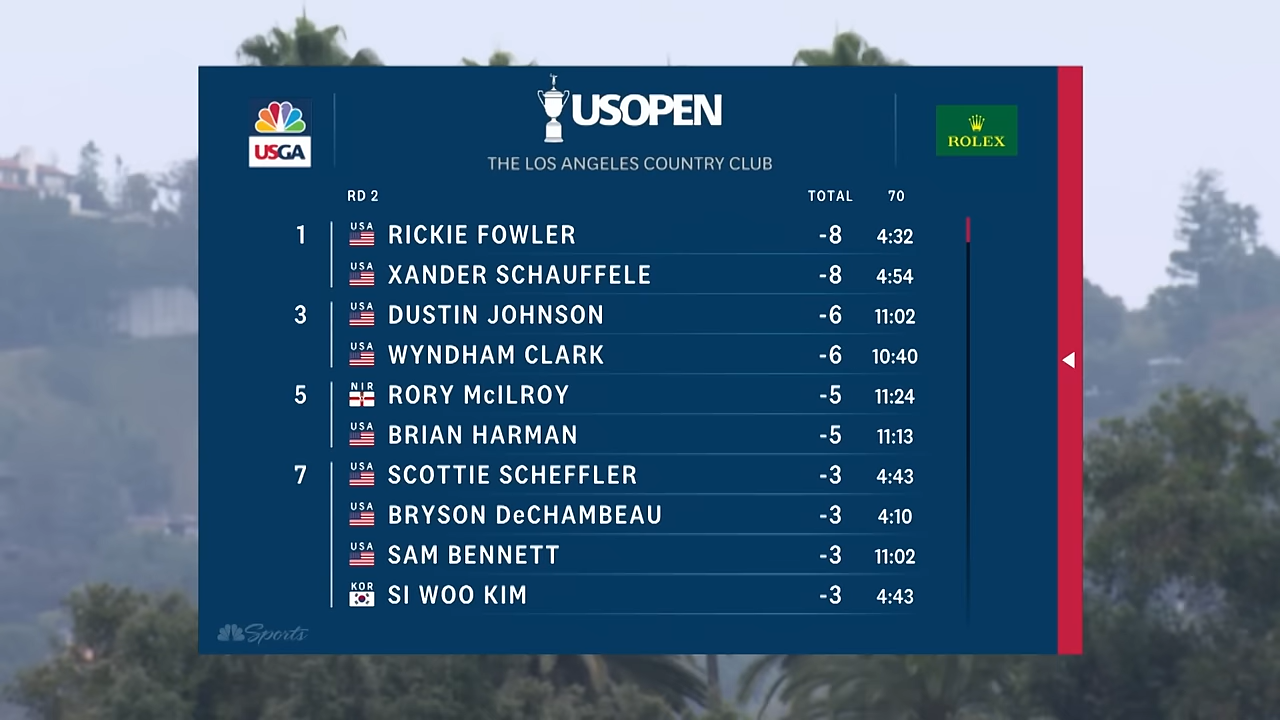 USOPEN
USGA
ROLEX
THE LOS ANGELES COUNTRY CLUB
RD 2 TOTAL 70
1 USA RICKIE FOWLER -8 4:32
USA XANDER SCHAUFFELE -8 4:54
3 USA DUSTIN JOHNSON -6 11:02
USA WYNDHAM CLARK -6 10:40
5 NIR RORY McILROY -5 11:24
USA BRIAN HARMAN -5 11:13
7 USA SCOTTIE SCHEFFLER -3 4:43
USA BRYSON DeCHAMBEAU -3 4:10
USA SAM BENNETT -3 11:02
KOR SI WOO KIM -3 4:43
Sports